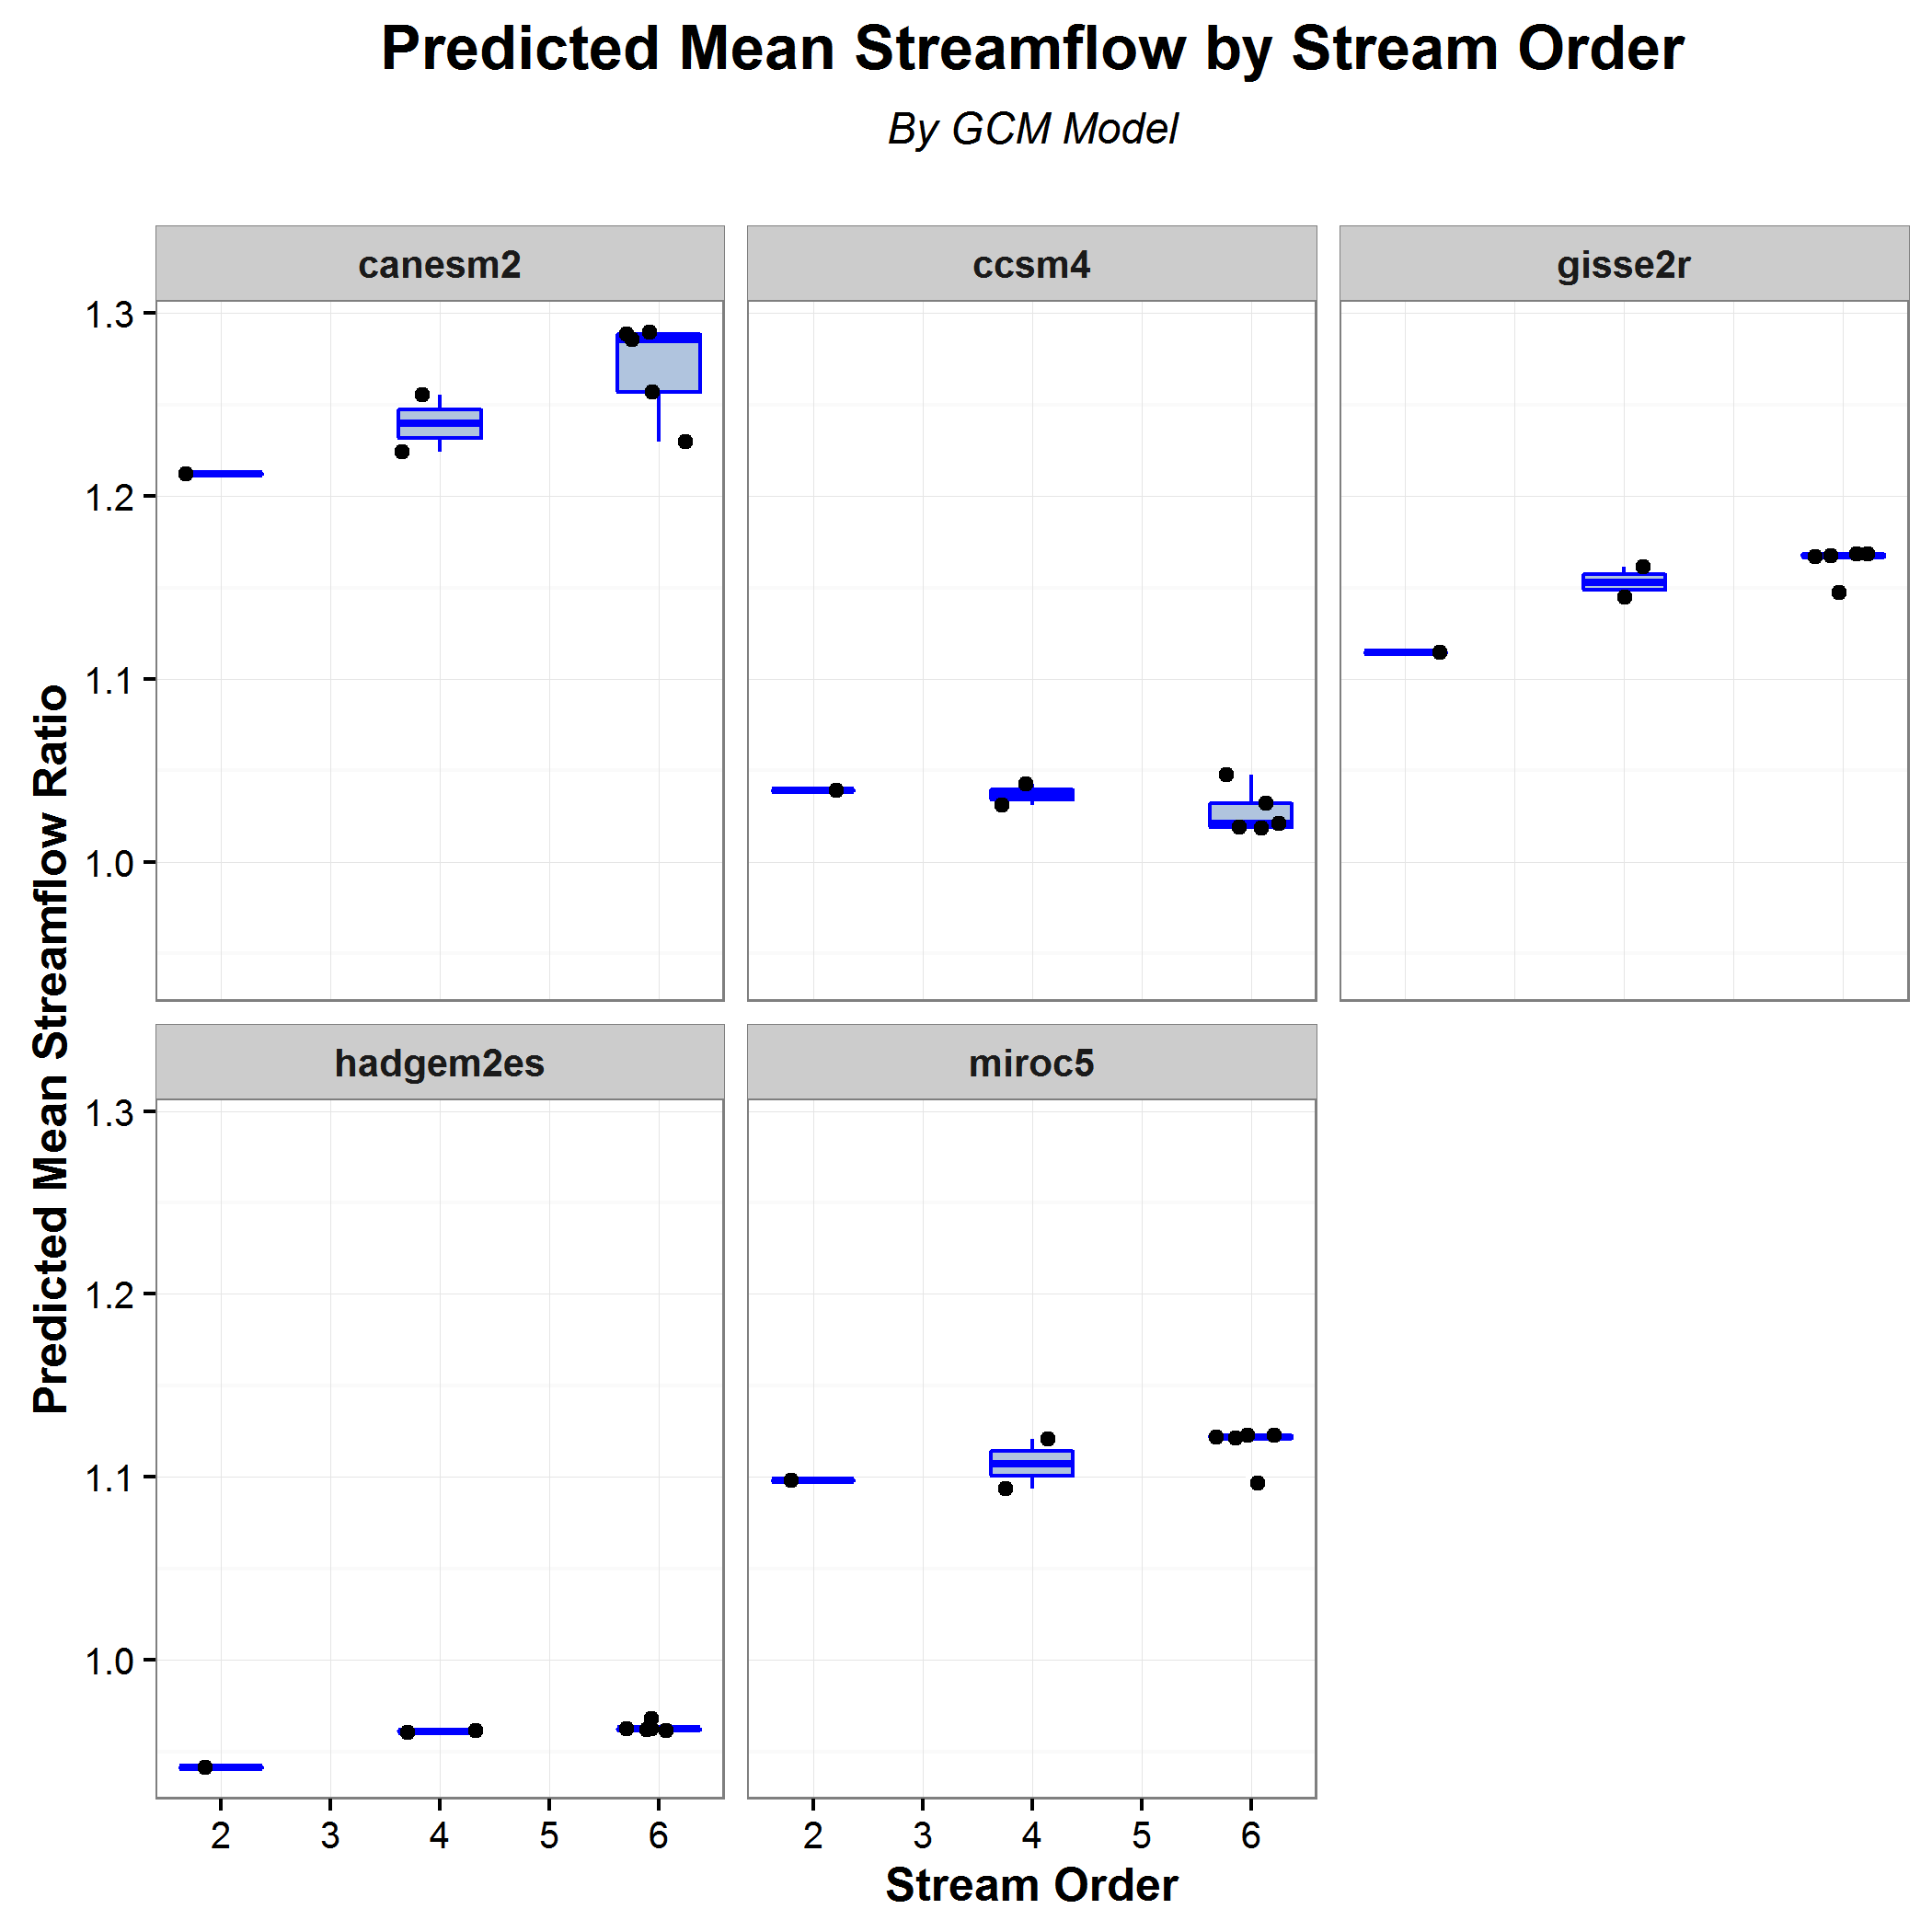 Predicted Mean Streamflow by Stream Order
By GCM Model
canesm2
ccsm4
gisse2r
1.3
1.2
1.1
1.0
Predicted Mean Streamflow Ratio
hadgem2es
miroc5
1.3
1.2
1.1
1.0
2 3 4 5 6
2 3 4 5 6
Stream Order